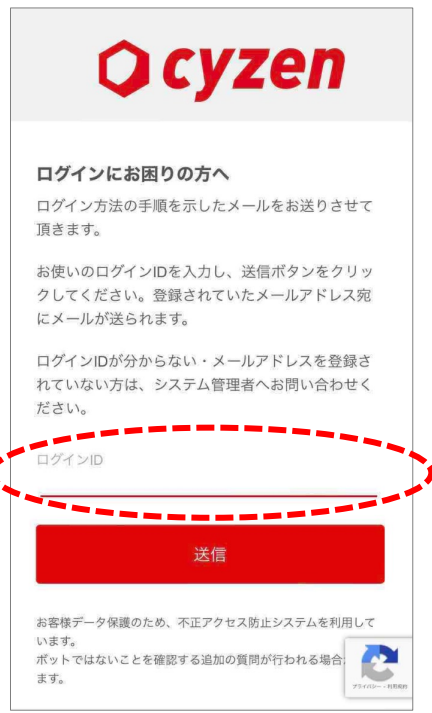 cyzen
ログインにお困りの方へ
ログイン方法の手順を示したメールをお送りさせて
頂きます。
お使いのログインIDを入力し、送信ボタンをクリッ
クしてください。登録されていたメールアドレス宛
にメールが送られます。
ログインIDが分からない・メールアドレスを登録さ
れていない方は、システム管理者へお問い合わせく
ださい。
ログインID
送信
お客様データ保護のため、不正アクセス防止システムを利用して
います。
ボットではないことを確認する追加の質問が行われる場合
ます。
プライバシー - 利用規約